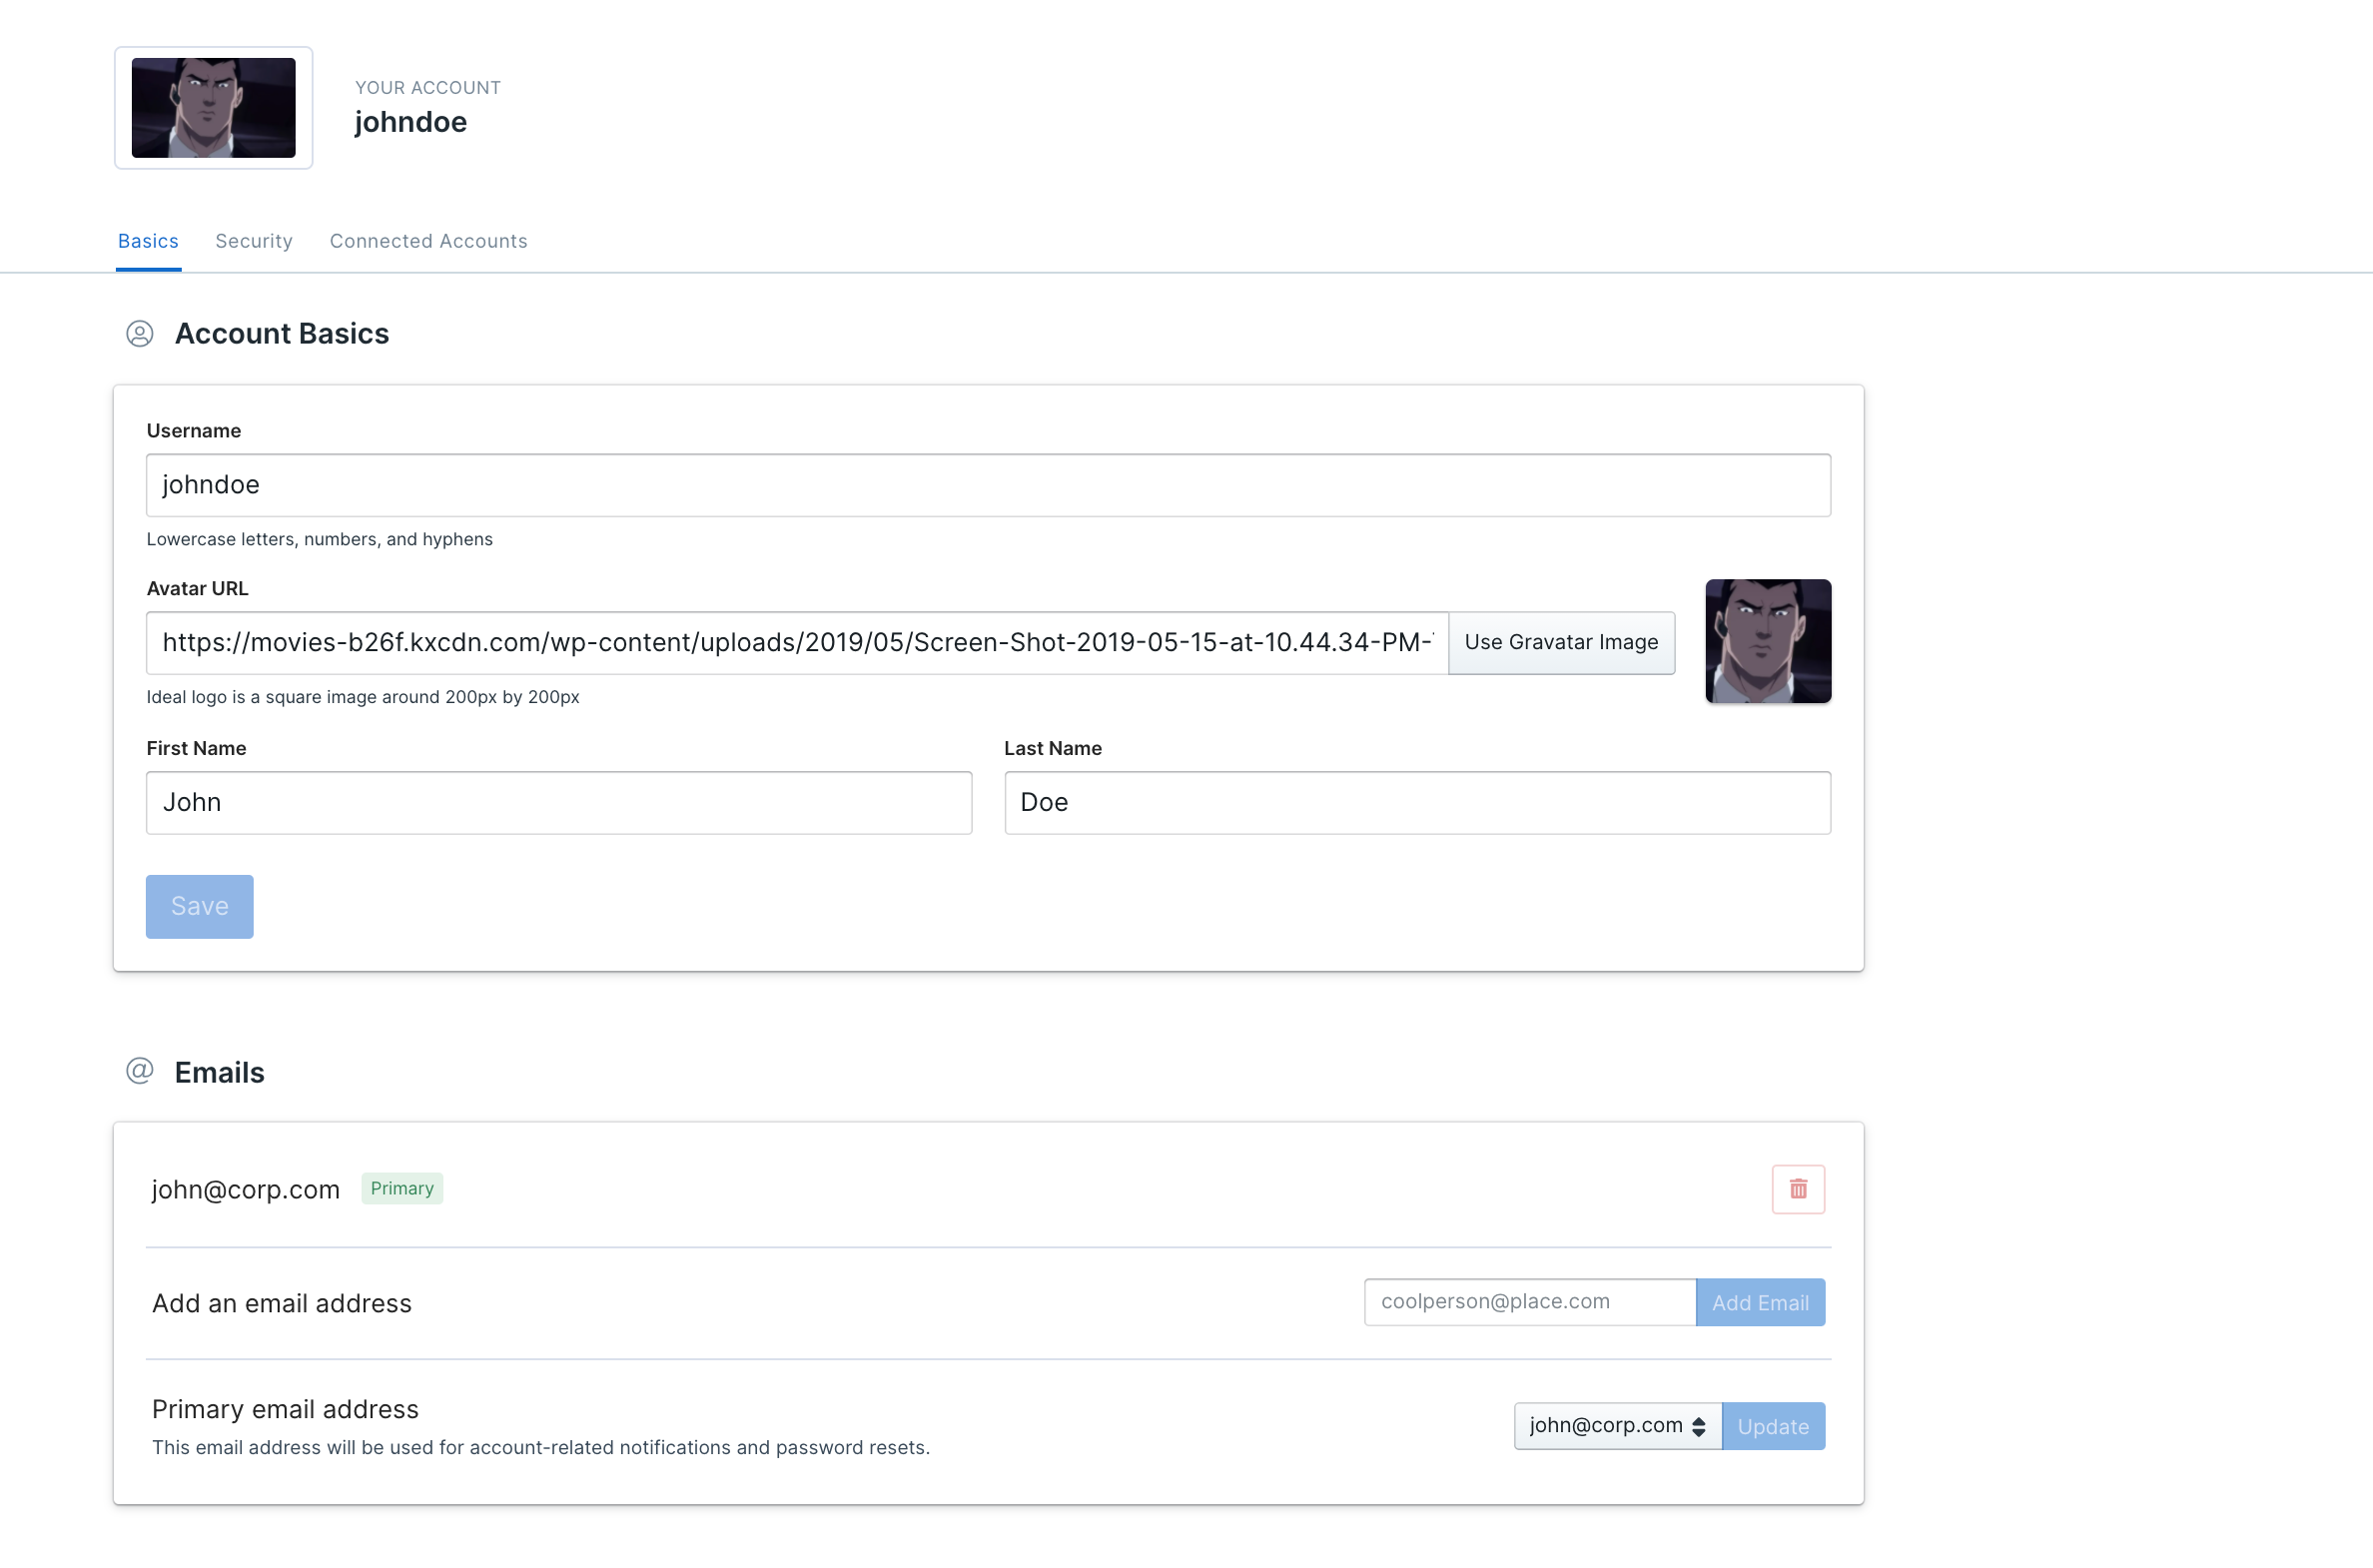 YOUR ACCOUNT
johndoe
Basics Security Connected Accounts
Account Basics
Username
johndoe
Lowercase letters, numbers, and hyphens
Avatar URL
https://movies-b26f.kxcdn.com/wp-content/uploads/2019/05/Screen-Shot-2019-05-15-at-10.44.34-PM- Use Gravatar Image
Ideal logo is a square image around 200px by 200px
First Name Last Name
John Doe
Save
@ Emails
john@corp.com Primary
Add an email address coolperson@place.com Add Email
Primary email address
john@corp.com Update
This email address will be used for account-related notifications and password resets.